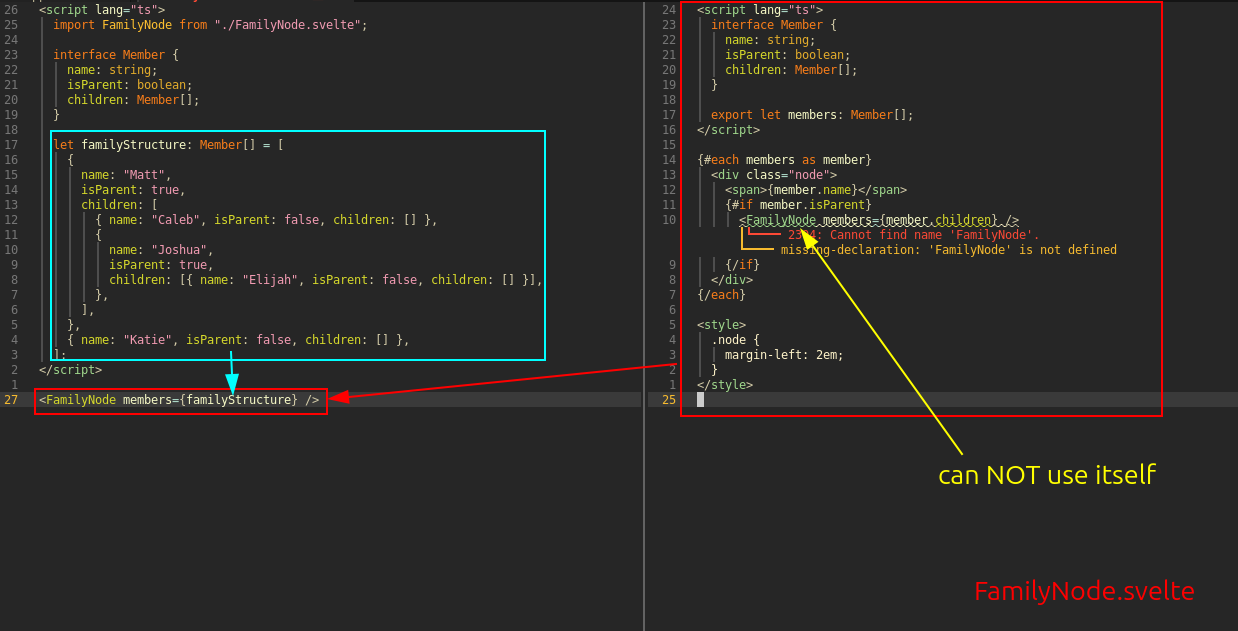 26 <script lang="ts">
25 import FamilyNode from "./FamilyNode.svelte";
24
23 interface Member {
22 name: string;
21 isParent: boolean;
20 children: Member[];
19 }
18
17 let familyStructure: Member[] = [
16 {
15 name: "Matt",
14 isParent: true,
13 children: [
12 { name: "Caleb", isParent: false, children: [] },
11 {
10 name: "Joshua",
9 isParent: true,
8 children: [{ name: "Elijah", isParent: false, children: [] }],
7 },
6 ],
5 },
4 { name: "Katie", isParent: false, children: [] },
3 ];
2 </script>
1
27 <FamilyNode members={familyStructure} />
24 <script lang="ts">
23 interface Member {
22 name: string;
21 isParent: boolean;
20 children: Member[];
19 }
18
17 export let members: Member[];
16 </script>
15
14 {#each members as member}
13 <div class="node">
12 <span>{member.name}</span>
11 {#if member.isParent}
10 <FamilyNode members={member.children} />
2304: Cannot find name 'FamilyNode'.
missing-declaration: 'FamilyNode' is not defined
9 {/if}
8 </div>
7 {/each}
6
5 <style>
4 .node {
3 margin-left: 2em;
2 }
1 </style>
25
can NOT use itself
FamilyNode.svelte